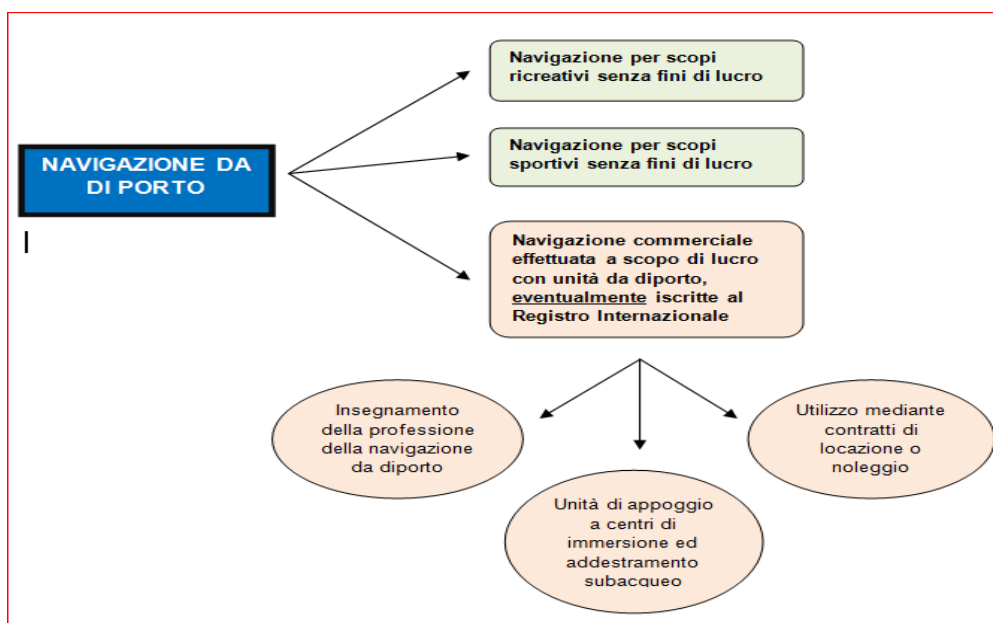 Navigazione per scopi
ricreativi senza fini di lucro
NAVIGAZIONE DA
DI PORTO
Navigazione per scopi
sportivi senza fini di lucro
Navigazione commerciale
effettuata a scopo di lucro
con unità da diporto,
eventualmente iscritte al
Registro Internazionale
Insegnamento
della professione
della navigazione
da diporto
Unità di appoggio
a centri di
immersione ed
addestramento
subacqueo
Utilizzo mediante
contratti di
locazione o
noleggio